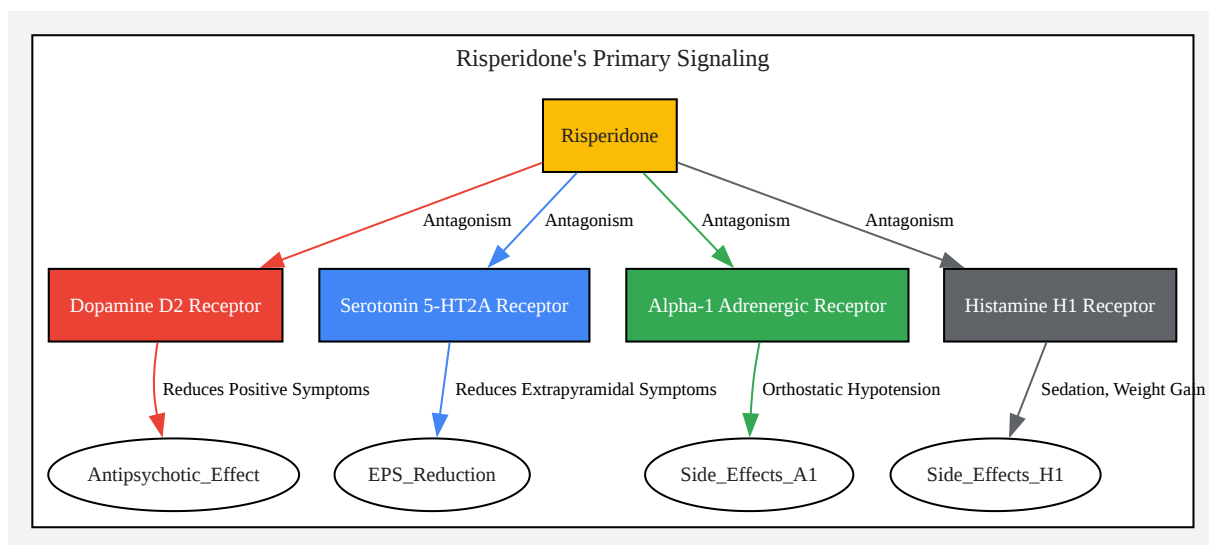 Risperidone's Primary Signaling
Risperidone
Antagonism
Antagonism
Antagonism
Antagonism
Dopamine D2 Receptor
Serotonin 5-HT2A Receptor
Alpha-1 Adrenergic Receptor
Histamine H1 Receptor
Reduces Positive Symptoms
Reduces Extrapyramidal Symptoms
Orthostatic Hypotension
Sedation, Weight Gain
Antipsychotic_Effect
EPS_Reduction
Side_Effects_A1
Side_Effects_H1